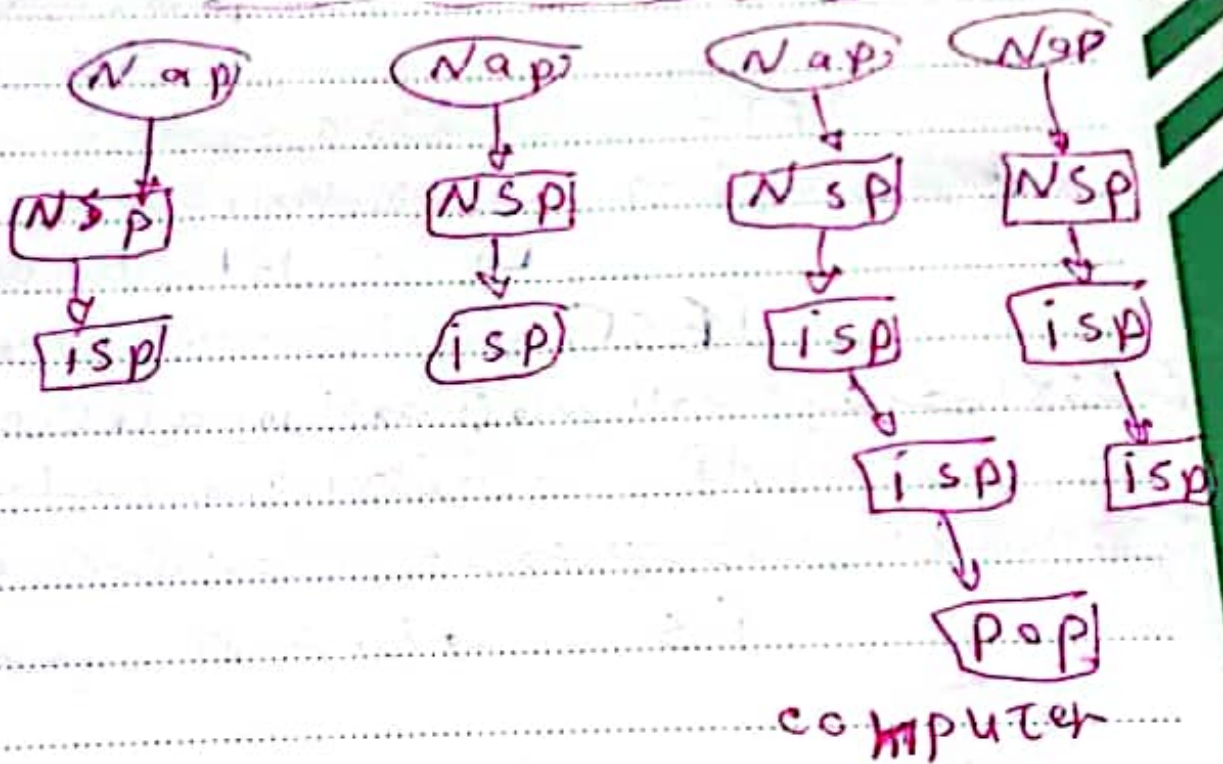 Nap Nap Nap Nap
NSp NSp NSp NSp
isp isp isp isp
isp isp
pop
computer